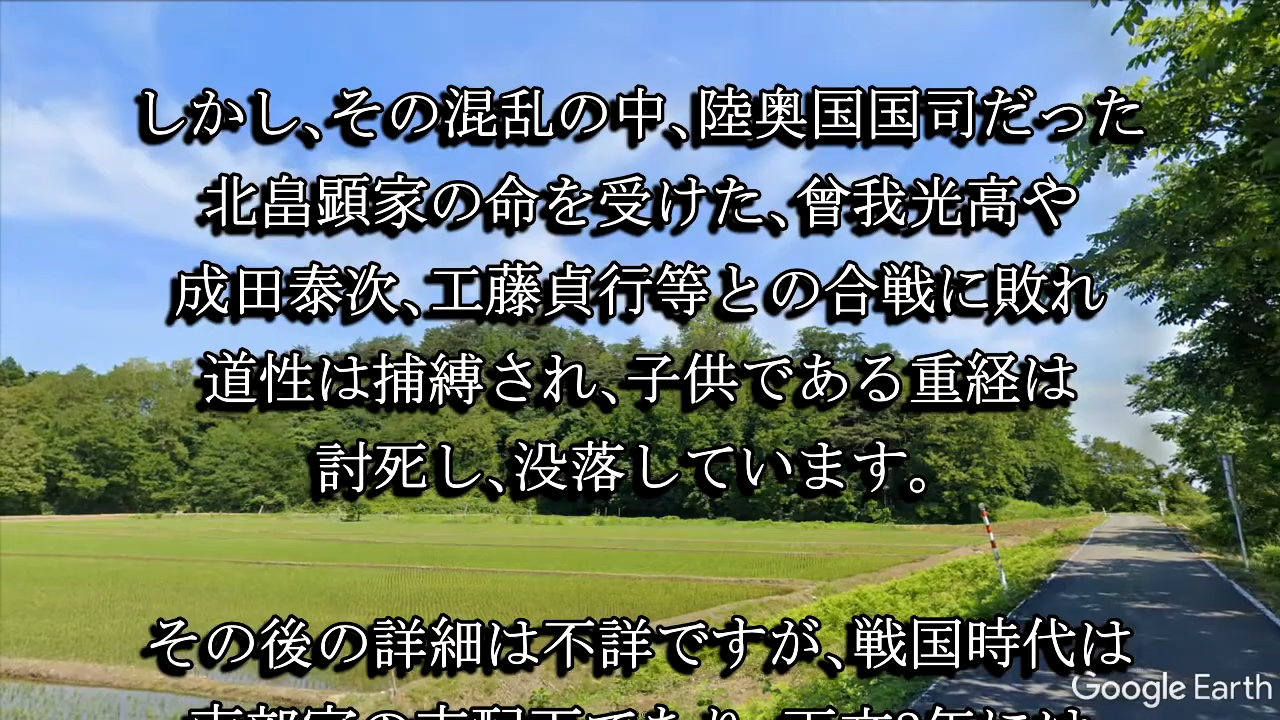 しかし、その混乱の中、陸奥国国司だった
北畠顕家の命を受けた、曾我光高や
成田泰次、工藤貞行等との合戦に敗れ
道性は捕縛され、子供である重経は
討死し、没落しています。
その後の詳細は不詳ですが、戦国時代は
Google Earth